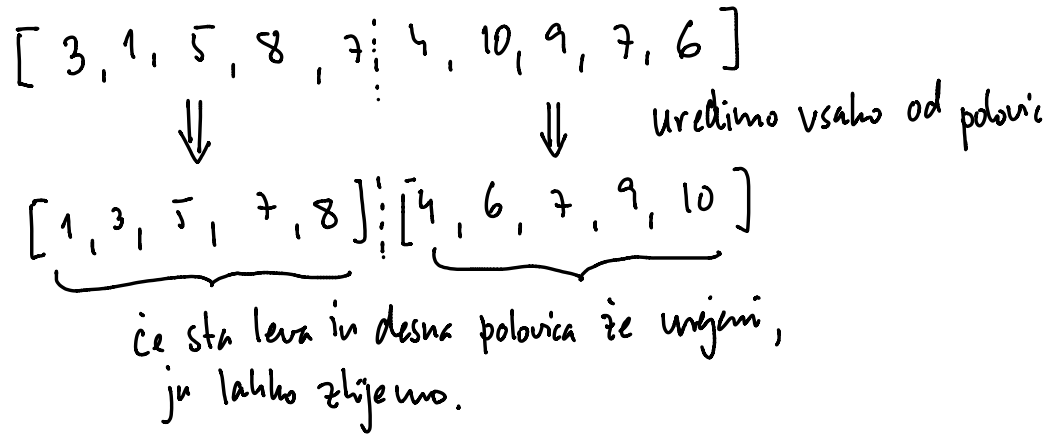 [ 3, 1, 5, 8, 7 4, 10, 9, 7, 6 ]
uredimo vsako od polovic
[ 1, 3, 5, 7, 8 ] [ 4, 6, 7, 9, 10 ]
če sta leva in desna polovica že urejeni,
ju lahko zlijemo.